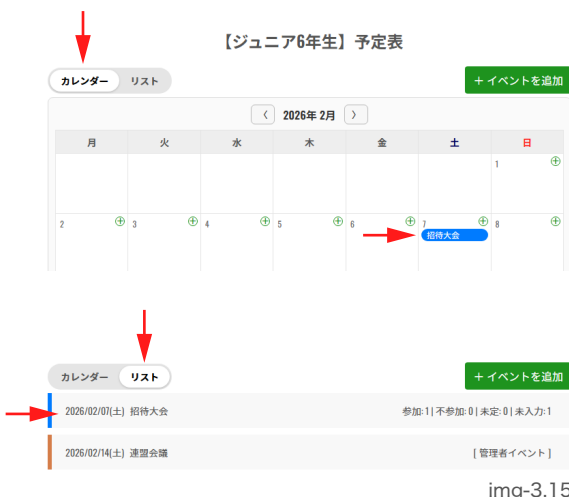 【ジュニア6年生】予定表
カレンダー リスト
+ イベントを追加
〈 2026年 2月 〉
月 火 水 木 金 土 日
1
2 3 4 5 6 7 8
招待大会
カレンダー リスト
+ イベントを追加
2026/02/07(土) 招待大会 参加: 1 | 不参加: 0 | 未定: 0 | 未入力: 1
2026/02/14(土) 連盟会議 [ 管理者イベント ]
img-3.15